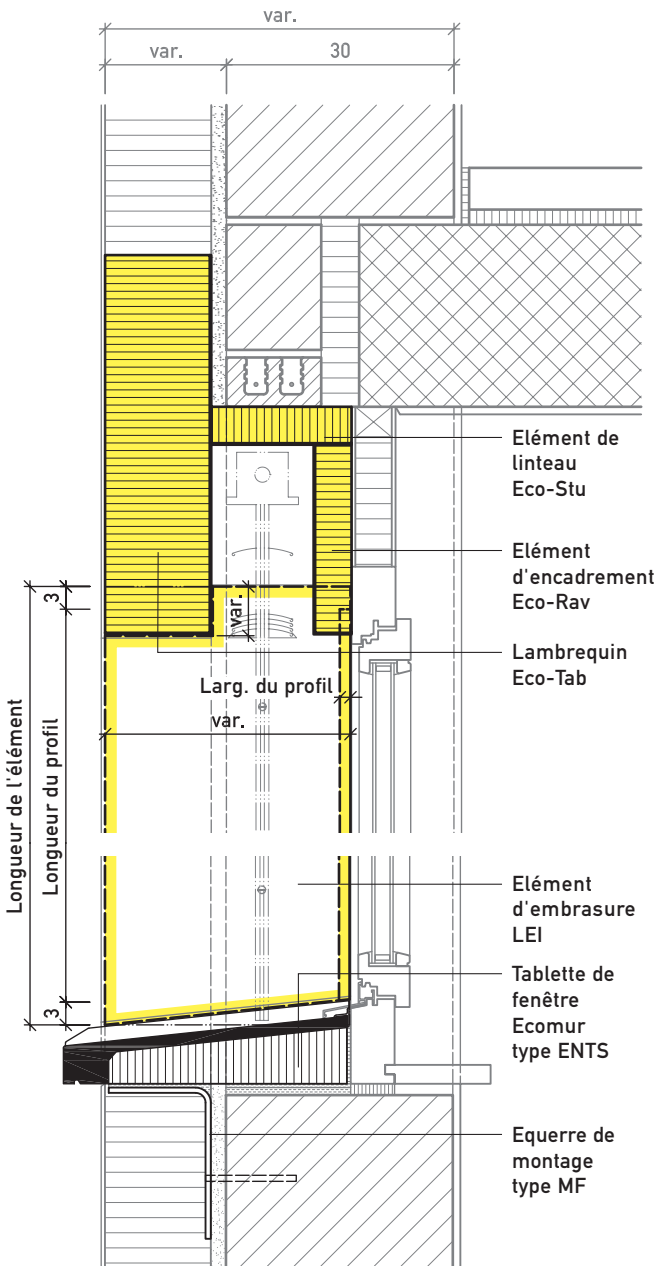 var.
var.
30
Elément de
linteau
Eco-Stu
Elément
d'encadrement
Eco-Rav
3
var.
Lambrequin
Eco-Tab
Larg. du profil
var.
Longueur de l'élément
Longueur du profil
Elément
d'embrasure
LEI
Tablette de
fenêtre
Ecomur
type ENTS
3
Equerre de
montage
type MF